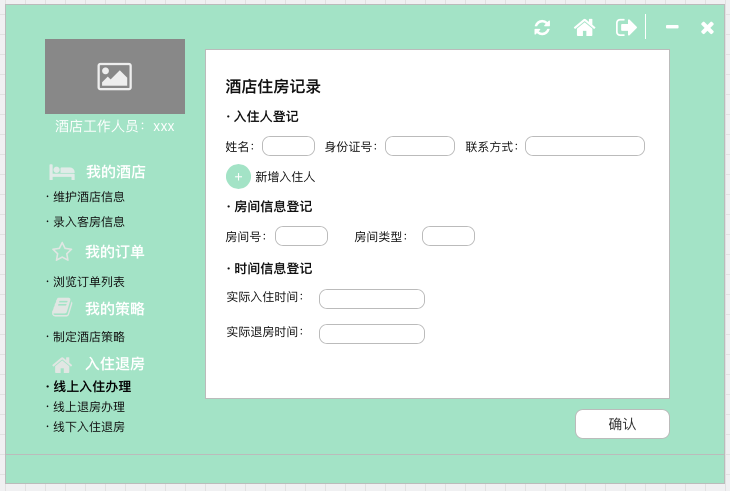 酒店工作人员：xxx
我的酒店
· 维护酒店信息
· 录入客房信息
我的订单
· 浏览订单列表
我的策略
· 制定酒店策略
入住退房
· 线上入住办理
· 线上退房办理
· 线下入住退房
酒店住房记录
· 入住人登记
姓名： 身份证号： 联系方式：
+ 新增入住人
· 房间信息登记
房间号： 房间类型：
· 时间信息登记
实际入住时间：
实际退房时间：
确认